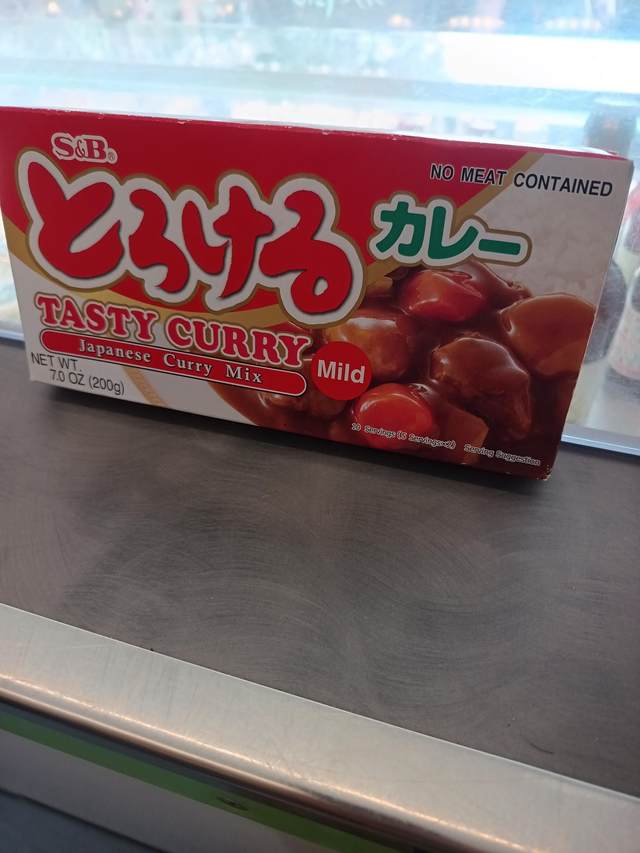 S&B®
NO MEAT CONTAINED
とろける
カレー
TASTY CURRY
Japanese Curry Mix
Mild
NET WT.
7.0 OZ (200g)
10 Servings (5 Servings×2)
Serving Suggestion